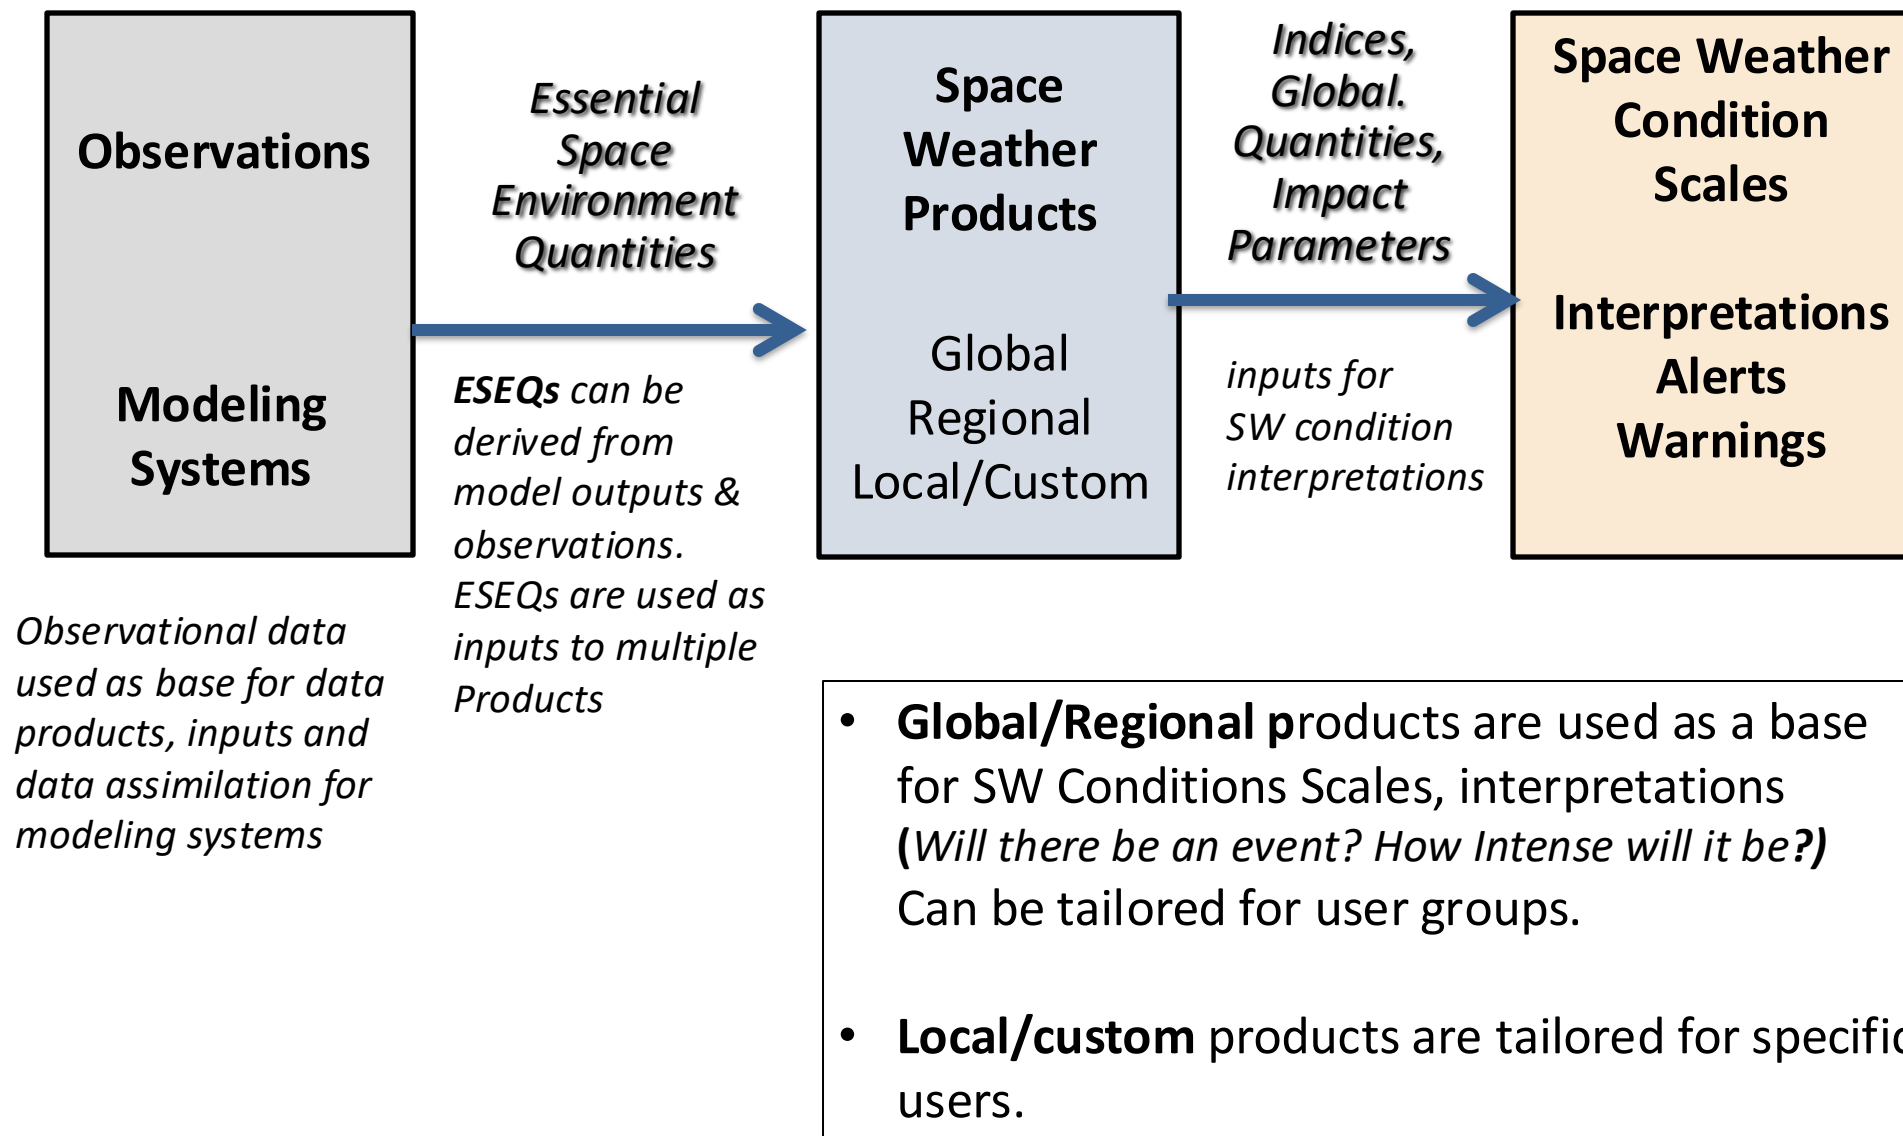 Observations
Modeling
Systems
Observational data
used as base for data
products, inputs and
data assimilation for
modeling systems
Essential
Space
Environment
Quantities
ESEQs can be
derived from
model outputs &
observations.
ESEQs are used as
inputs to multiple
Products
Space
Weather
Products
Global
Regional
Local/Custom
Indices,
Global.
Quantities,
Impact
Parameters
inputs for
SW condition
interpretations
Space Weather
Condition
Scales
Interpretations
Alerts
Warnings
• Global/Regional products are used as a base
for SW Conditions Scales, interpretations
(Will there be an event? How Intense will it be?)
Can be tailored for user groups.
• Local/custom products are tailored for specific
users.